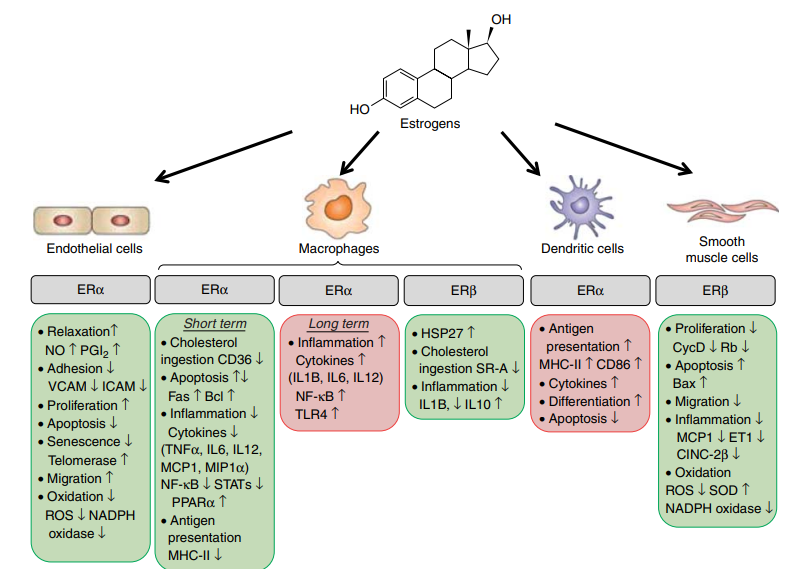 OH
HO
Estrogens
Endothelial cells
Macrophages
Dendritic cells
Smooth
muscle cells
ERα
ERα
ERα
ERβ
ERα
ERβ
• Relaxation↑
NO ↑ PGI₂ ↑
• Adhesion ↓
VCAM ↓ ICAM ↓
• Proliferation ↑
• Apoptosis ↓
• Senescence ↓
Telomerase ↑
• Migration ↑
• Oxidation ↓
ROS ↓ NADPH
oxidase ↓
Short term
• Cholesterol
ingestion CD36 ↓
• Apoptosis ↑↓
Fas ↑ Bcl ↑
• Inflammation ↓
Cytokines ↓
(TNFα, IL6, IL12,
MCP1, MIP1α)
NF-κB ↓ STATs ↓
PPARα ↑
• Antigen
presentation
MHC-II ↓
Long term
• Inflammation ↑
Cytokines ↑
(IL1B, IL6, IL12)
NF-κB ↑
TLR4 ↑
• HSP27 ↑
• Cholesterol
ingestion SR-A ↓
• Inflammation ↓
IL1B, ↓ IL10 ↑
• Antigen
presentation ↑
MHC-II ↑ CD86 ↑
• Cytokines ↑
• Differentiation ↑
• Apoptosis ↓
• Proliferation ↓
CycD ↓ Rb ↓
• Apoptosis ↑
Bax ↑
• Migration ↓
• Inflammation ↓
MCP1 ↓ ET1 ↓
CINC-2β ↓
• Oxidation
ROS ↓ SOD ↑
NADPH oxidase ↓